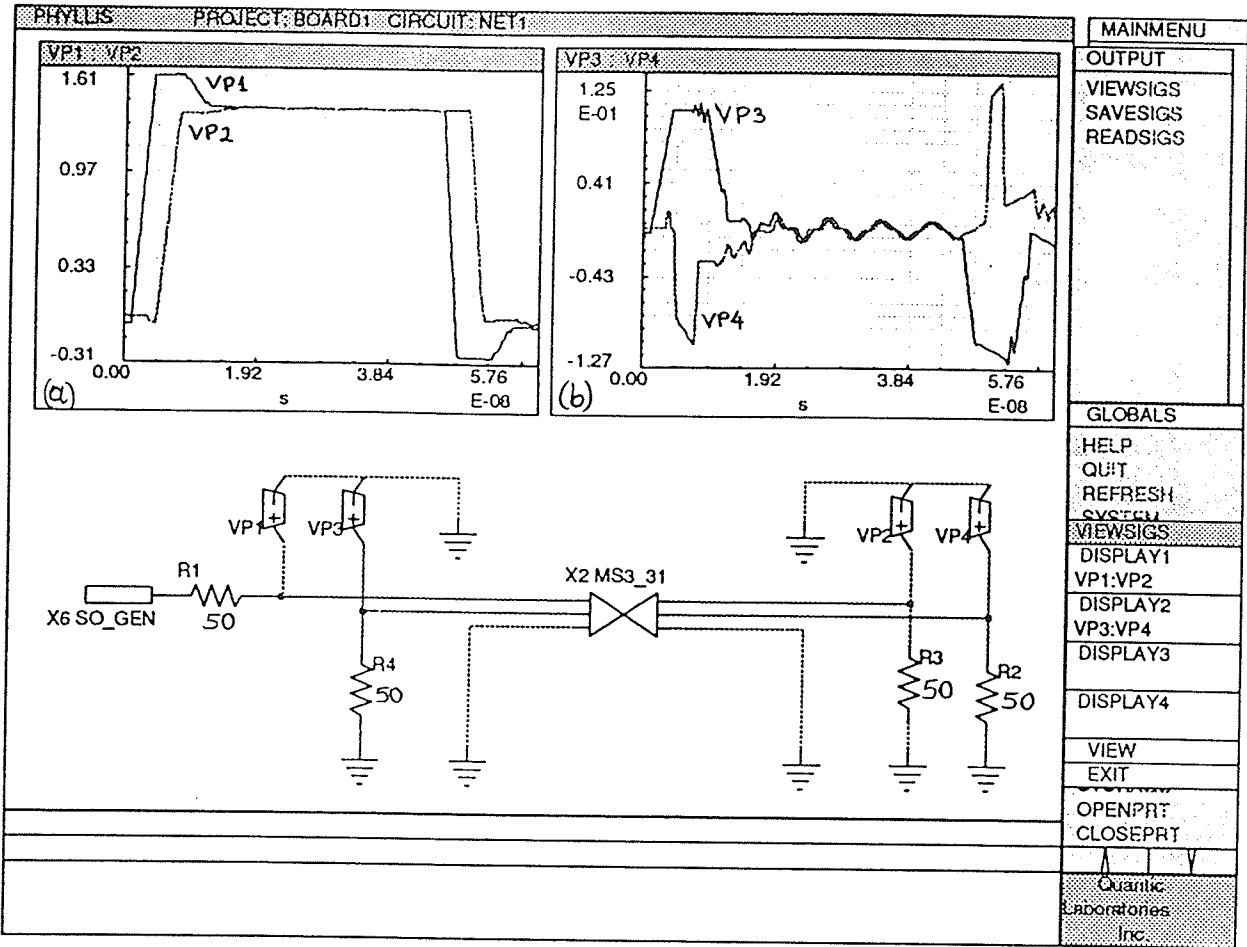 PHYLLIS PROJECT: BOARD1 CIRCUIT: NET1
VP1 : VP2
1.61
0.97
0.33
-0.31
0.00 1.92 3.84 5.76
s E-08
VP1
VP2
(a)
VP3 : VP4
1.25
E-01
0.41
-0.43
-1.27
0.00 1.92 3.84 5.76
s E-08
VP3
VP4
(b)
VP1
VP3
VP2
VP4
R1
50
X6 SO_GEN
X2 MS3_31
R4
50
R3
50
R2
50
MAINMENU
OUTPUT
VIEWSIGS
SAVESIGS
READSIGS
GLOBALS
HELP
QUIT
REFRESH
SYSTEM
VIEWSIGS
DISPLAY1
VP1:VP2
DISPLAY2
VP3:VP4
DISPLAY3
DISPLAY4
VIEW
EXIT
OPENPRT
CLOSEPRT
Quantic
Laboratories
Inc.